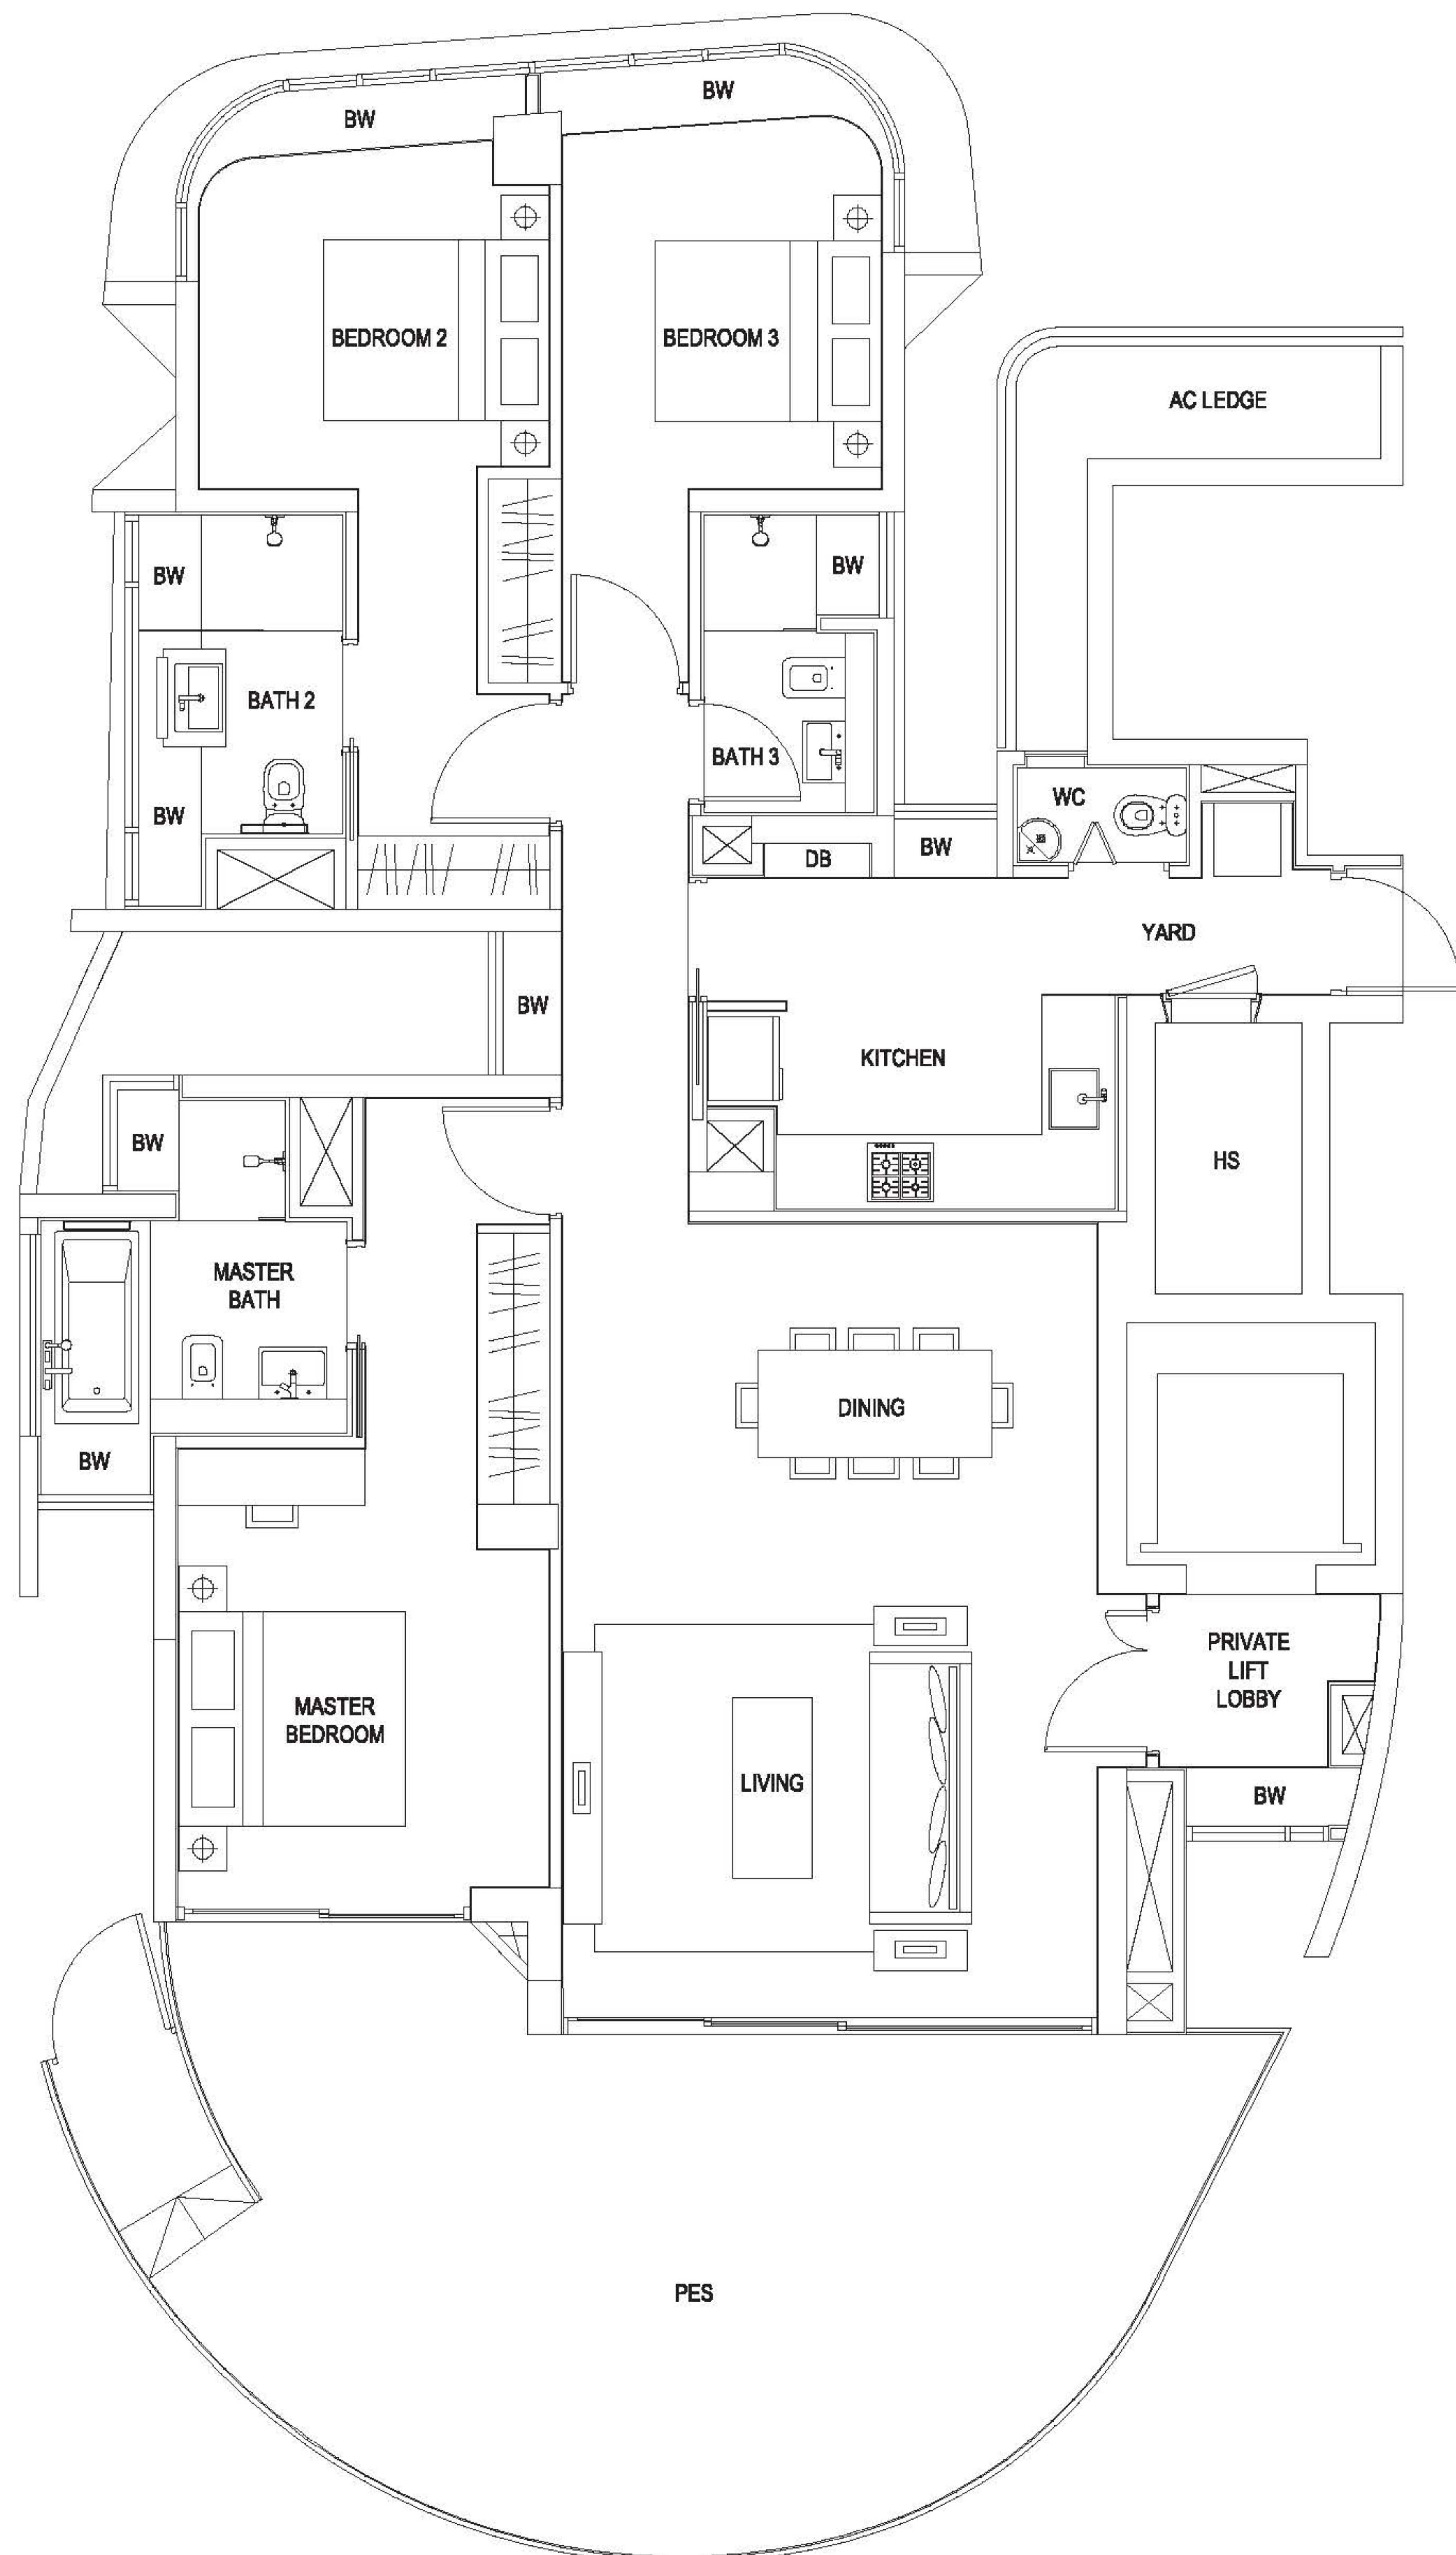 BW
BW
BEDROOM 2
BEDROOM 3
AC LEDGE
BW
BW
BATH 2
BATH 3
WC
BW
DB
BW
YARD
BW
KITCHEN
BW
HS
MASTER
BATH
DINING
BW
PRIVATE
LIFT
LOBBY
MASTER
BEDROOM
LIVING
BW
PES